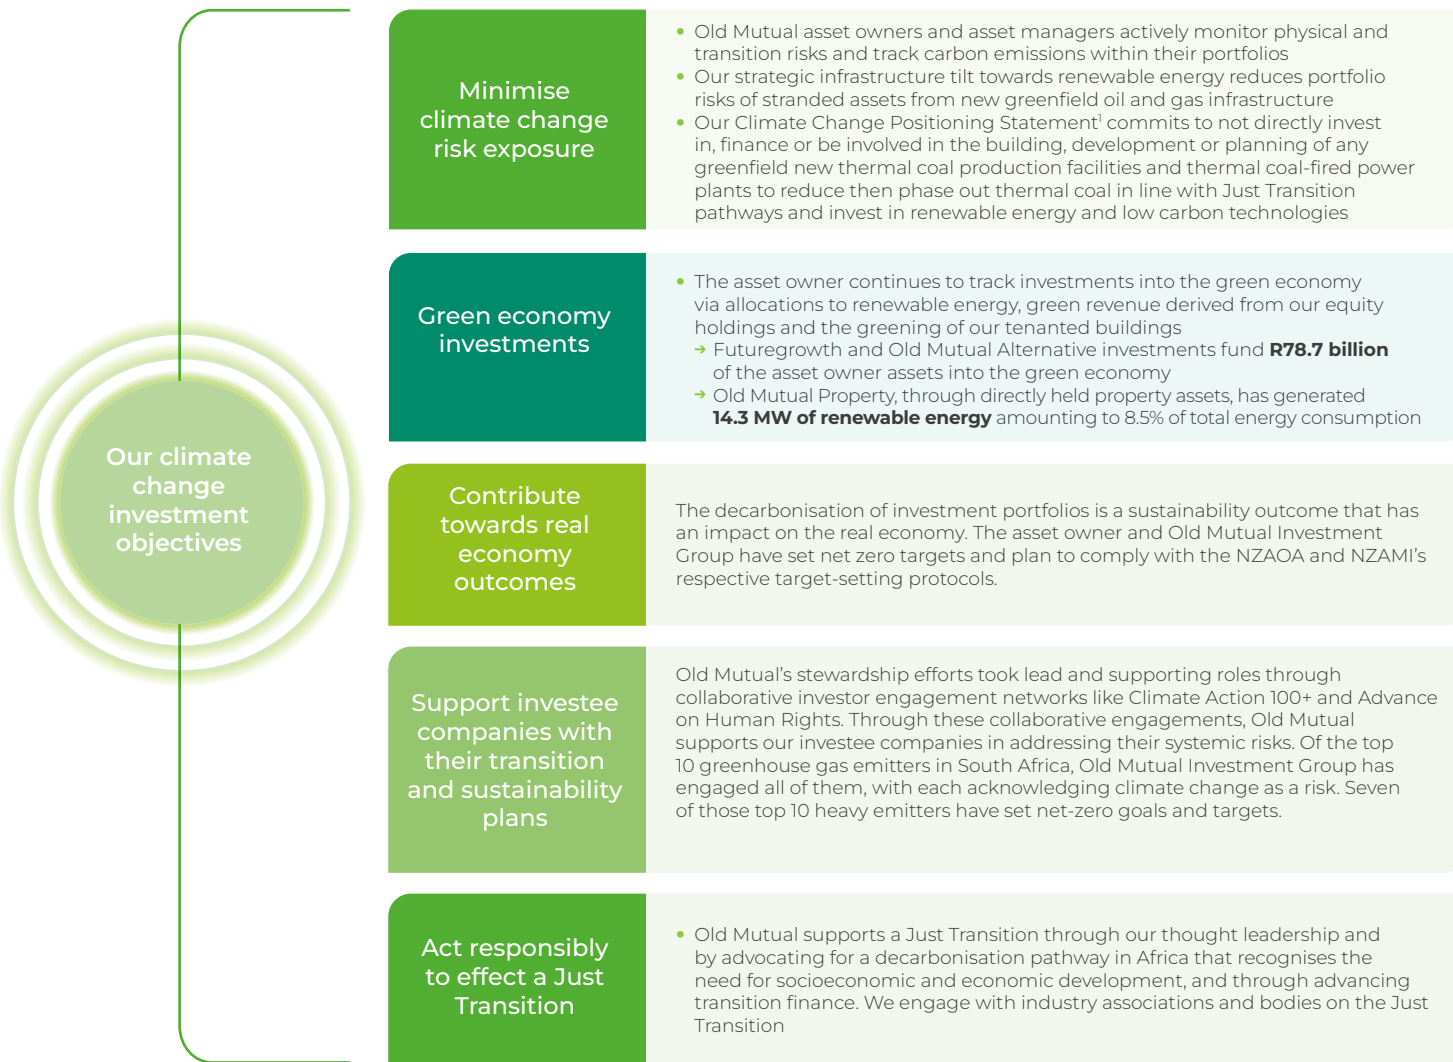 Our climate
change
investment
objectives
Minimise
climate change
risk exposure
• Old Mutual asset owners and asset managers actively monitor physical and
transition risks and track carbon emissions within their portfolios
• Our strategic infrastructure tilt towards renewable energy reduces portfolio
risks of stranded assets from new greenfield oil and gas infrastructure
• Our Climate Change Positioning Statement¹ commits to not directly invest
in, finance or be involved in the building, development or planning of any
greenfield new thermal coal production facilities and thermal coal-fired power
plants to reduce then phase out thermal coal in line with Just Transition
pathways and invest in renewable energy and low carbon technologies
Green economy
investments
• The asset owner continues to track investments into the green economy
via allocations to renewable energy, green revenue derived from our equity
holdings and the greening of our tenanted buildings
→ Futuregrowth and Old Mutual Alternative investments fund R78.7 billion
of the asset owner assets into the green economy
→ Old Mutual Property, through directly held property assets, has generated
14.3 MW of renewable energy amounting to 8.5% of total energy consumption
Contribute
towards real
economy
outcomes
The decarbonisation of investment portfolios is a sustainability outcome that has
an impact on the real economy. The asset owner and Old Mutual Investment
Group have set net zero targets and plan to comply with the NZAOA and NZAMI's
respective target-setting protocols.
Support investee
companies with
their transition
and sustainability
plans
Old Mutual's stewardship efforts took lead and supporting roles through
collaborative investor engagement networks like Climate Action 100+ and Advance
on Human Rights. Through these collaborative engagements, Old Mutual
supports our investee companies in addressing their systemic risks. Of the top
10 greenhouse gas emitters in South Africa, Old Mutual Investment Group has
engaged all of them, with each acknowledging climate change as a risk. Seven
of those top 10 heavy emitters have set net-zero goals and targets.
Act responsibly
to effect a Just
Transition
• Old Mutual supports a Just Transition through our thought leadership and
by advocating for a decarbonisation pathway in Africa that recognises the
need for socioeconomic and economic development, and through advancing
transition finance. We engage with industry associations and bodies on the Just
Transition